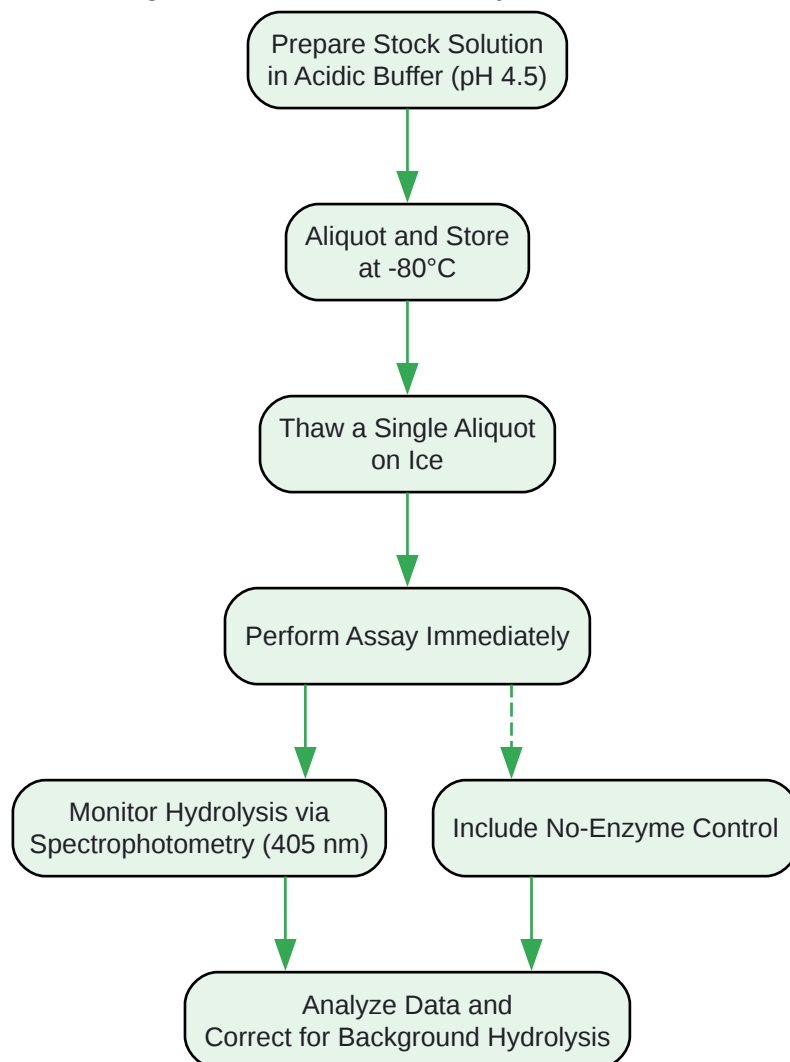 Prepare Stock Solution
in Acidic Buffer (pH 4.5)
Aliquot and Store
at -80°C
Thaw a Single Aliquot
on Ice
Perform Assay Immediately
Monitor Hydrolysis via
Spectrophotometry (405 nm)
Include No-Enzyme Control
Analyze Data and
Correct for Background Hydrolysis